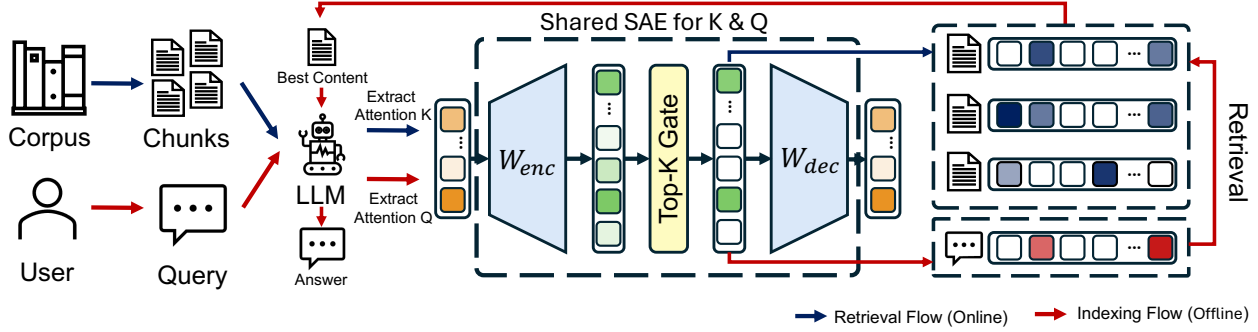 Shared SAE for K & Q
Best Content
Corpus
Chunks
Extract
Attention K
LLM
Extract
Attention Q
User
Query
Answer
W_enc
Top-K Gate
W_dec
Retrieval
Retrieval Flow (Online)
Indexing Flow (Offline)